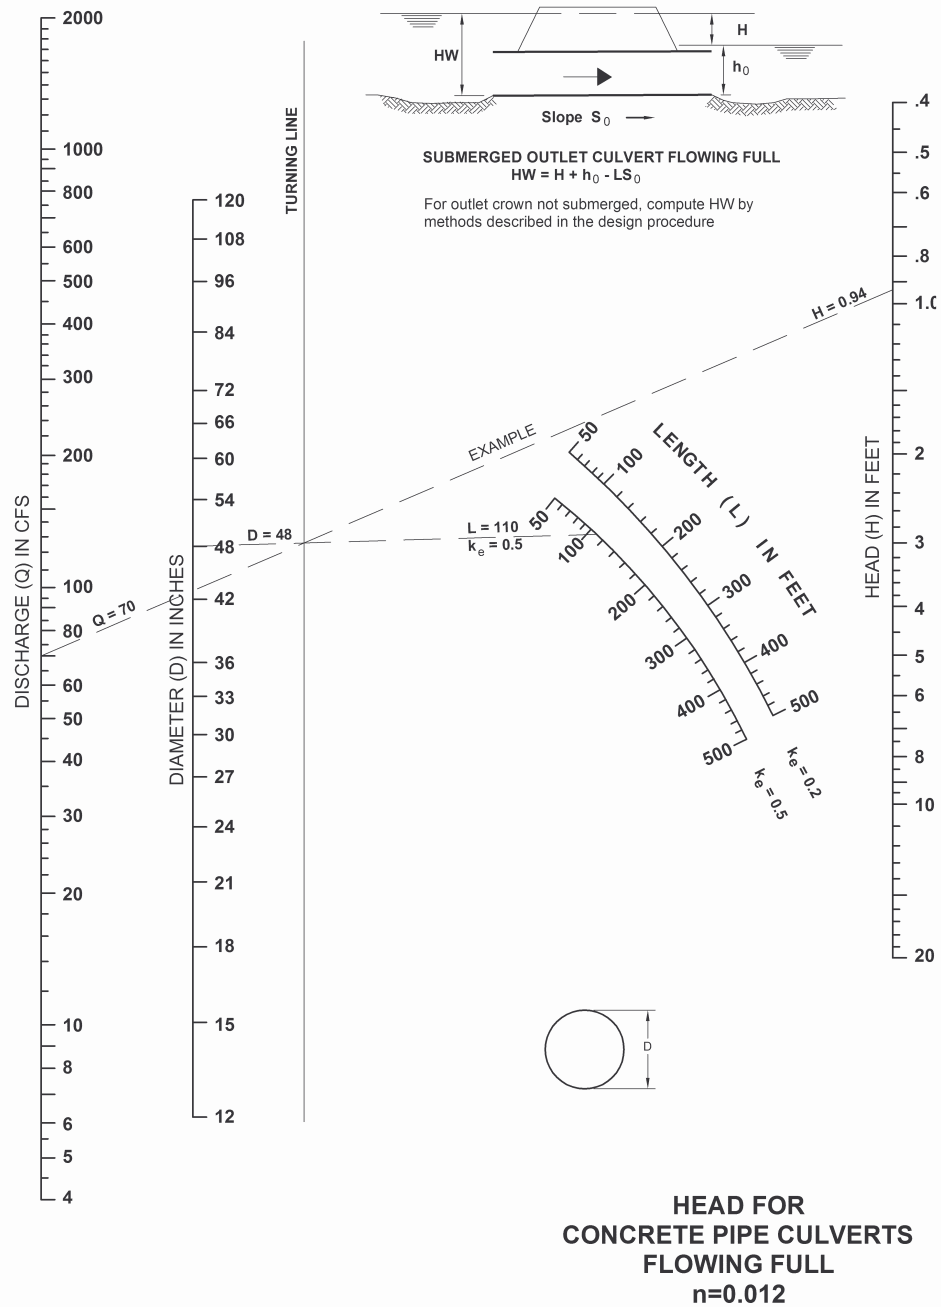 2000
1000
800
600
500
400
300
200
100
80
60
50
40
30
20
10
8
6
5
4
DISCHARGE (Q) IN CFS
Q = 70
120
108
96
84
72
66
60
54
48
42
36
33
30
27
24
21
18
15
12
DIAMETER (D) IN INCHES
D = 48
TURNING LINE
HW
H
h0
Slope S0
SUBMERGED OUTLET CULVERT FLOWING FULL
HW = H + h0 - LS0
For outlet crown not submerged, compute HW by
methods described in the design procedure
H = 0.94
EXAMPLE
L = 110
ke = 0.5
LENGTH (L) IN FEET
50
100
200
300
400
500
ke = 0.2
50
100
200
300
400
500
ke = 0.5
HEAD (H) IN FEET
.4
.5
.6
.8
1.0
2
3
4
5
6
8
10
20
D
HEAD FOR
CONCRETE PIPE CULVERTS
FLOWING FULL
n=0.012